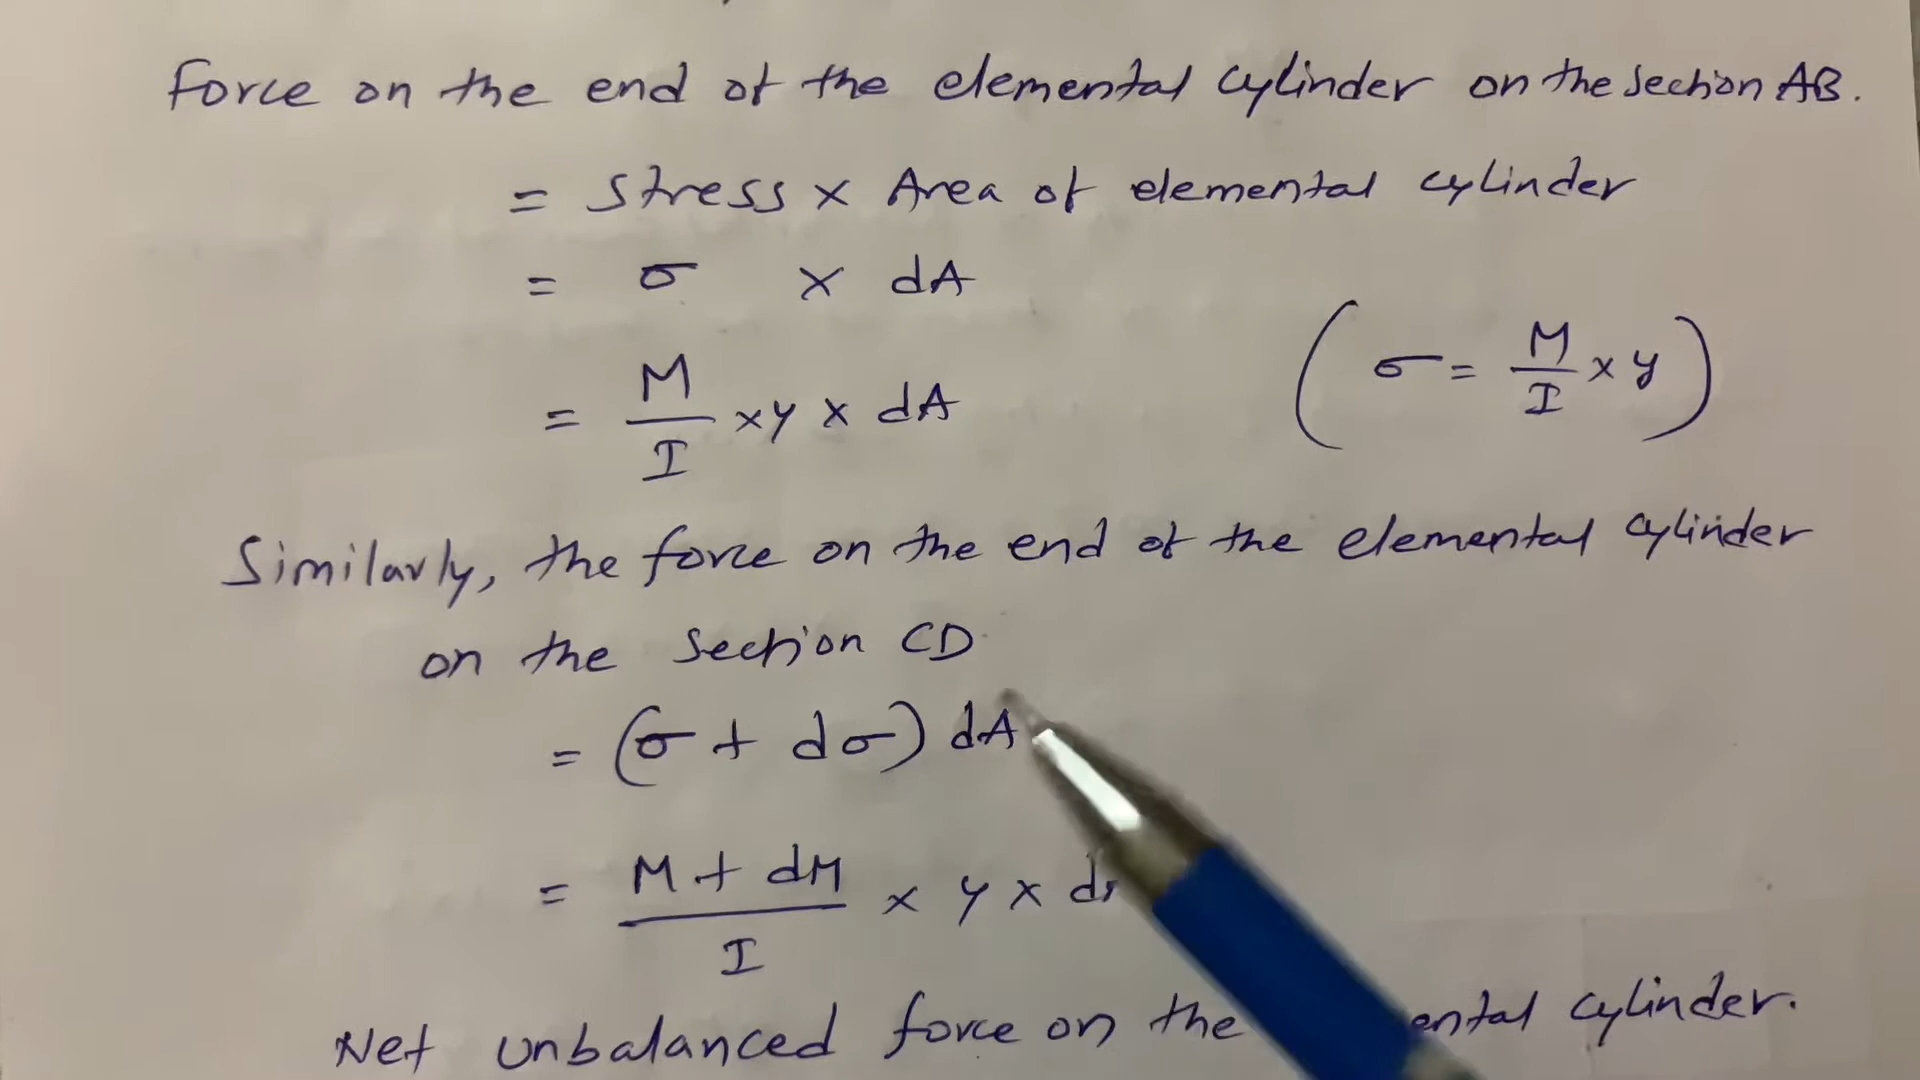 Force on the end of the elemental cylinder on the section AB.
= Stress × Area of elemental cylinder
= σ × dA
= M/I × y × dA
(σ = M/I × y)
Similarly, the force on the end of the elemental cylinder
on the section CD
= (σ + dσ) dA
= M + dM/I × y ×
Net unbalanced force on the cylinder.